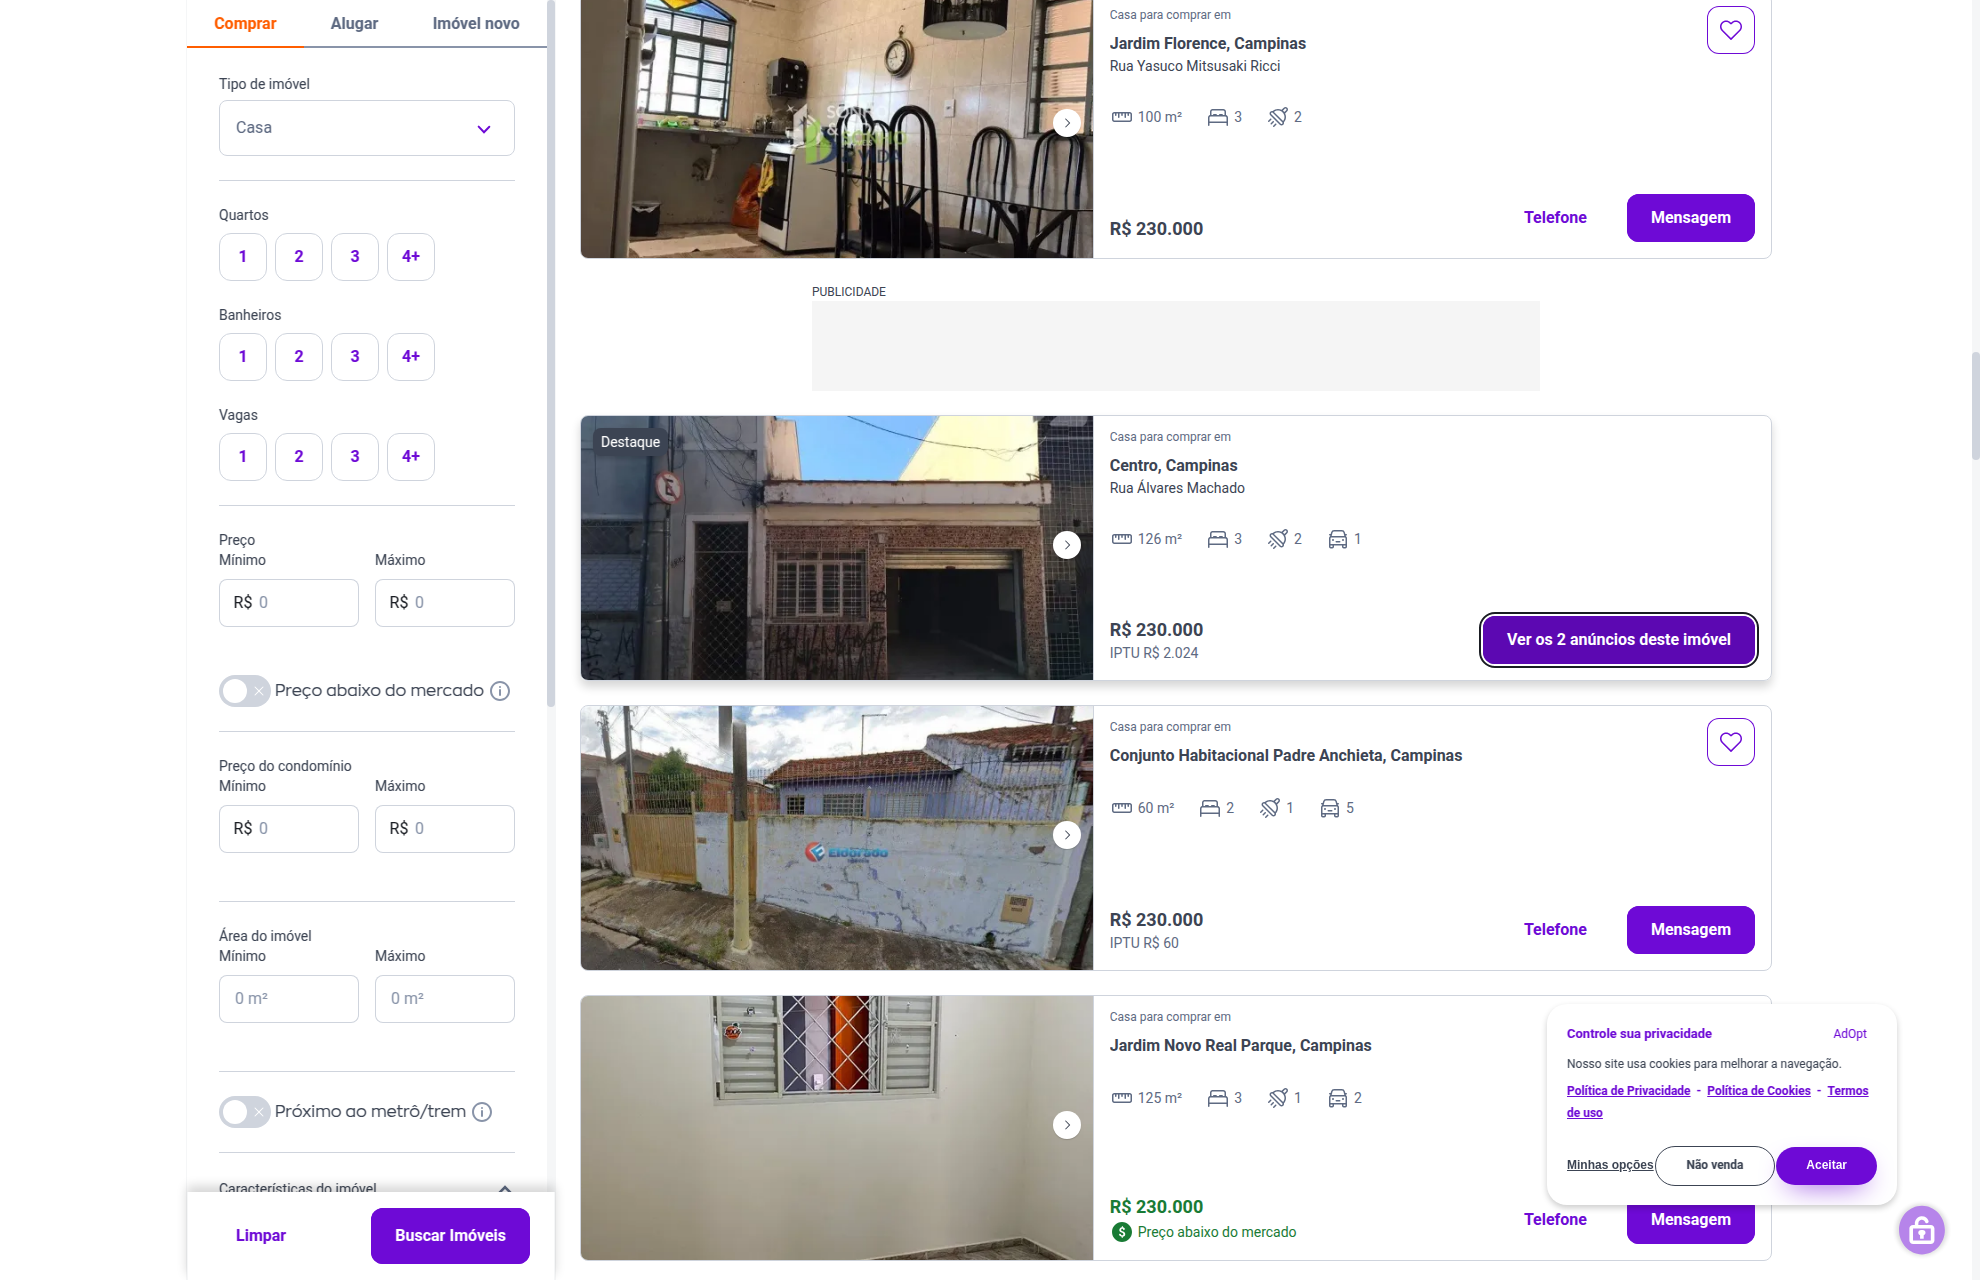 Comprar Alugar Imóvel novo
Tipo de imóvel
Casa
Quartos
1 2 3 4+
Banheiros
1 2 3 4+
Vagas
1 2 3 4+
Preço
Mínimo Máximo
R$ 0 R$ 0
Preço abaixo do mercado
Preço do condomínio
Mínimo Máximo
R$ 0 R$ 0
Área do imóvel
Mínimo Máximo
0 m² 0 m²
Próximo ao metrô/trem
Características do imóvel
Limpar Buscar Imóveis
Casa para comprar em
Jardim Florence, Campinas
Rua Yasuco Mitsusaki Ricci
100 m² 3 2
R$ 230.000
Telefone Mensagem
PUBLICIDADE
Destaque
Casa para comprar em
Centro, Campinas
Rua Álvares Machado
126 m² 3 2 1
R$ 230.000
IPTU R$ 2.024
Ver os 2 anúncios deste imóvel
Eldorado
Casa para comprar em
Conjunto Habitacional Padre Anchieta, Campinas
60 m² 2 1 5
R$ 230.000
IPTU R$ 60
Telefone Mensagem
Casa para comprar em
Jardim Novo Real Parque, Campinas
125 m² 3 1 2
R$ 230.000
Preço abaixo do mercado
Telefone Mensagem
Controle sua privacidade AdOpt
Nosso site usa cookies para melhorar a navegação.
Política de Privacidade - Política de Cookies - Termos
de uso
Minhas opções Não venda Aceitar